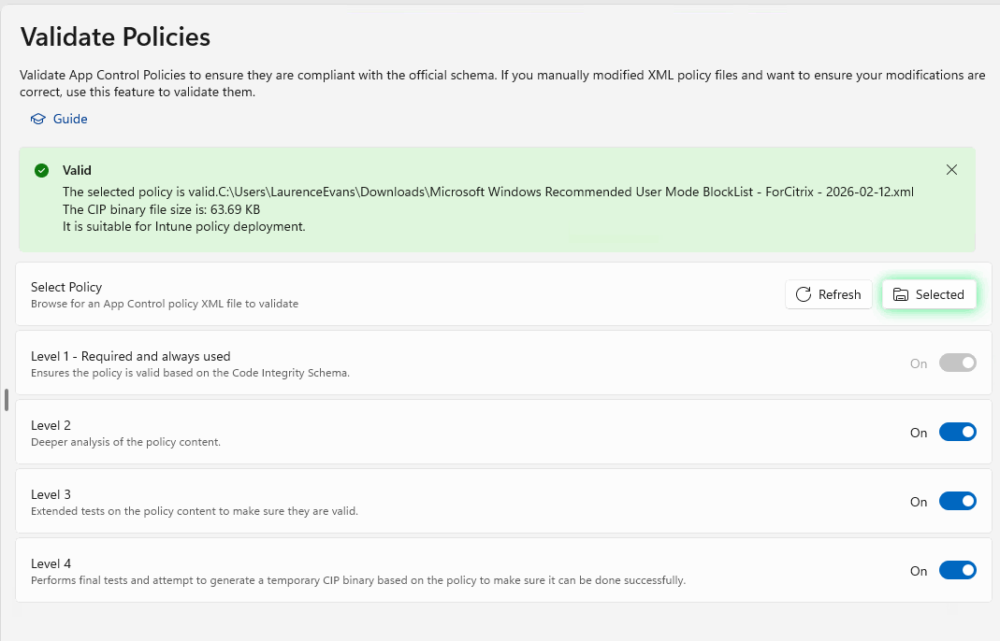 Validate Policies
Validate App Control Policies to ensure they are compliant with the official schema. If you manually modified XML policy files and want to ensure your modifications are
correct, use this feature to validate them.
Guide
Valid
The selected policy is valid.C:\Users\LaurenceEvans\Downloads\Microsoft Windows Recommended User Mode BlockList - ForCitrix - 2026-02-12.xml
The CIP binary file size is: 63.69 KB
It is suitable for Intune policy deployment.
Select Policy
Browse for an App Control policy XML file to validate
Refresh
Selected
Level 1 - Required and always used
Ensures the policy is valid based on the Code Integrity Schema.
On
Level 2
Deeper analysis of the policy content.
On
Level 3
Extended tests on the policy content to make sure they are valid.
On
Level 4
Performs final tests and attempt to generate a temporary CIP binary based on the policy to make sure it can be done successfully.
On